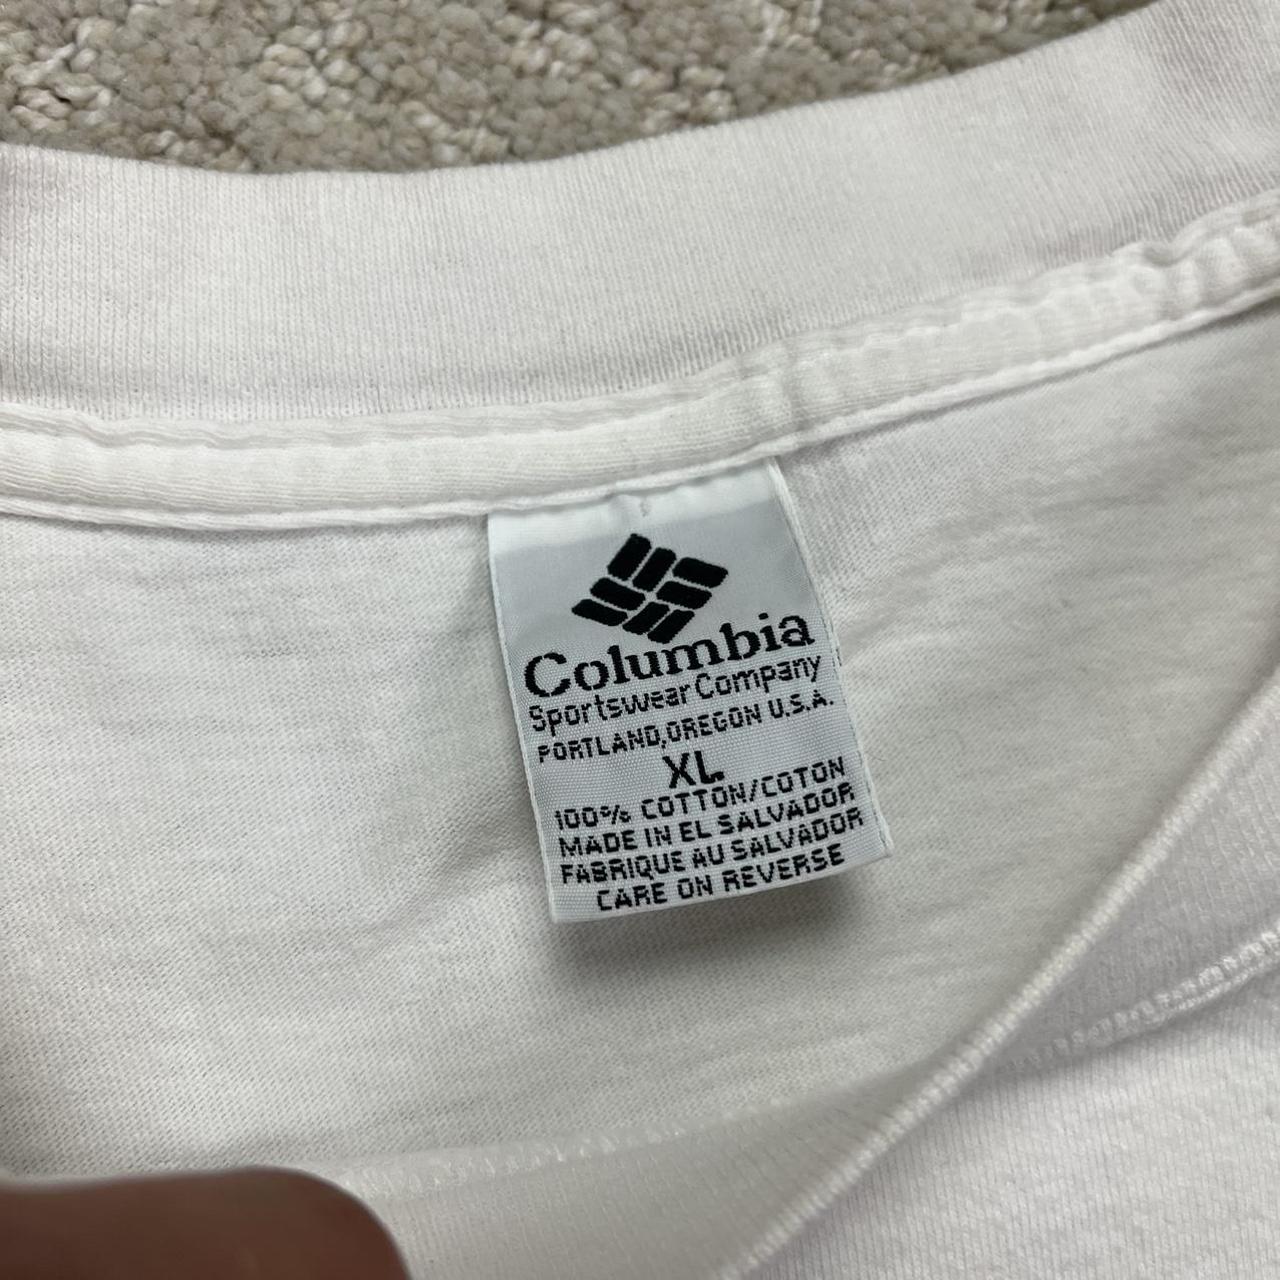 Columbia
Sportswear Company
PORTLAND,OREGON U.S.A.
XL
100% COTTON/COTON
MADE IN EL SALVADOR
FABRIQUE AU SALVADOR
CARE ON REVERSE